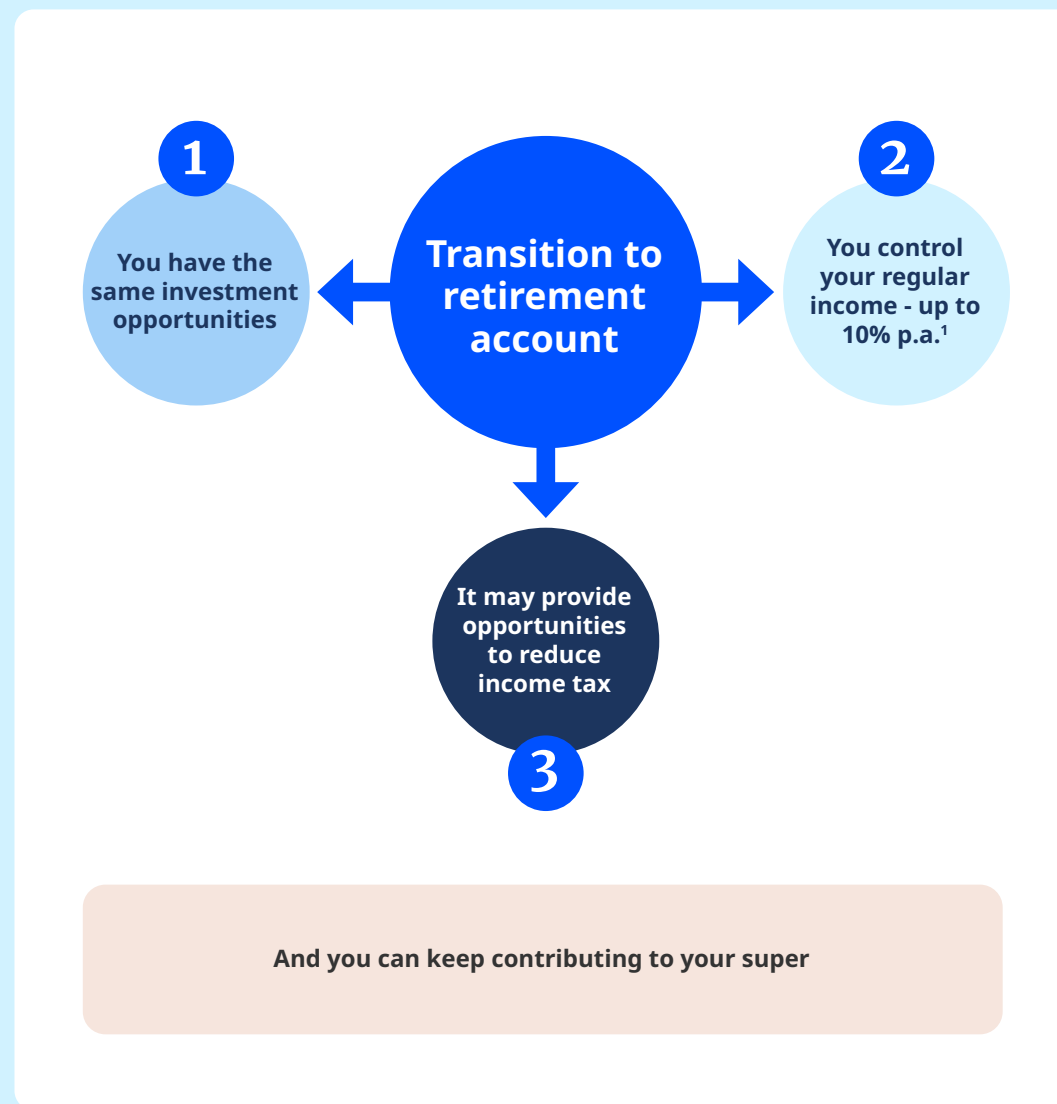 Transition to
retirement
account
1
You have the
same investment
opportunities
2
You control
your regular
income - up to
10% p.a.¹
It may provide
opportunities
to reduce
income tax
3
And you can keep contributing to your super